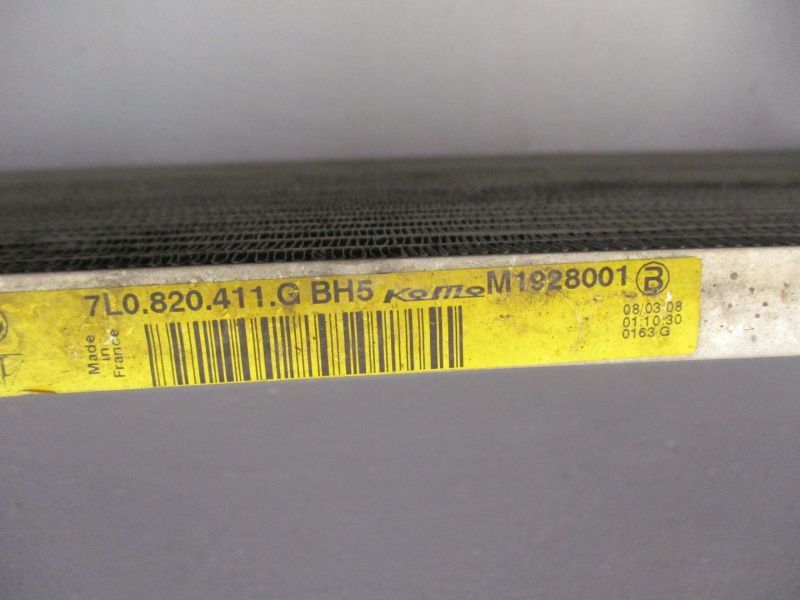 7L0.820.411.G BH5 KoMo M1928001 B
Made
in
France
08/03/08
01:10:30
0163 G